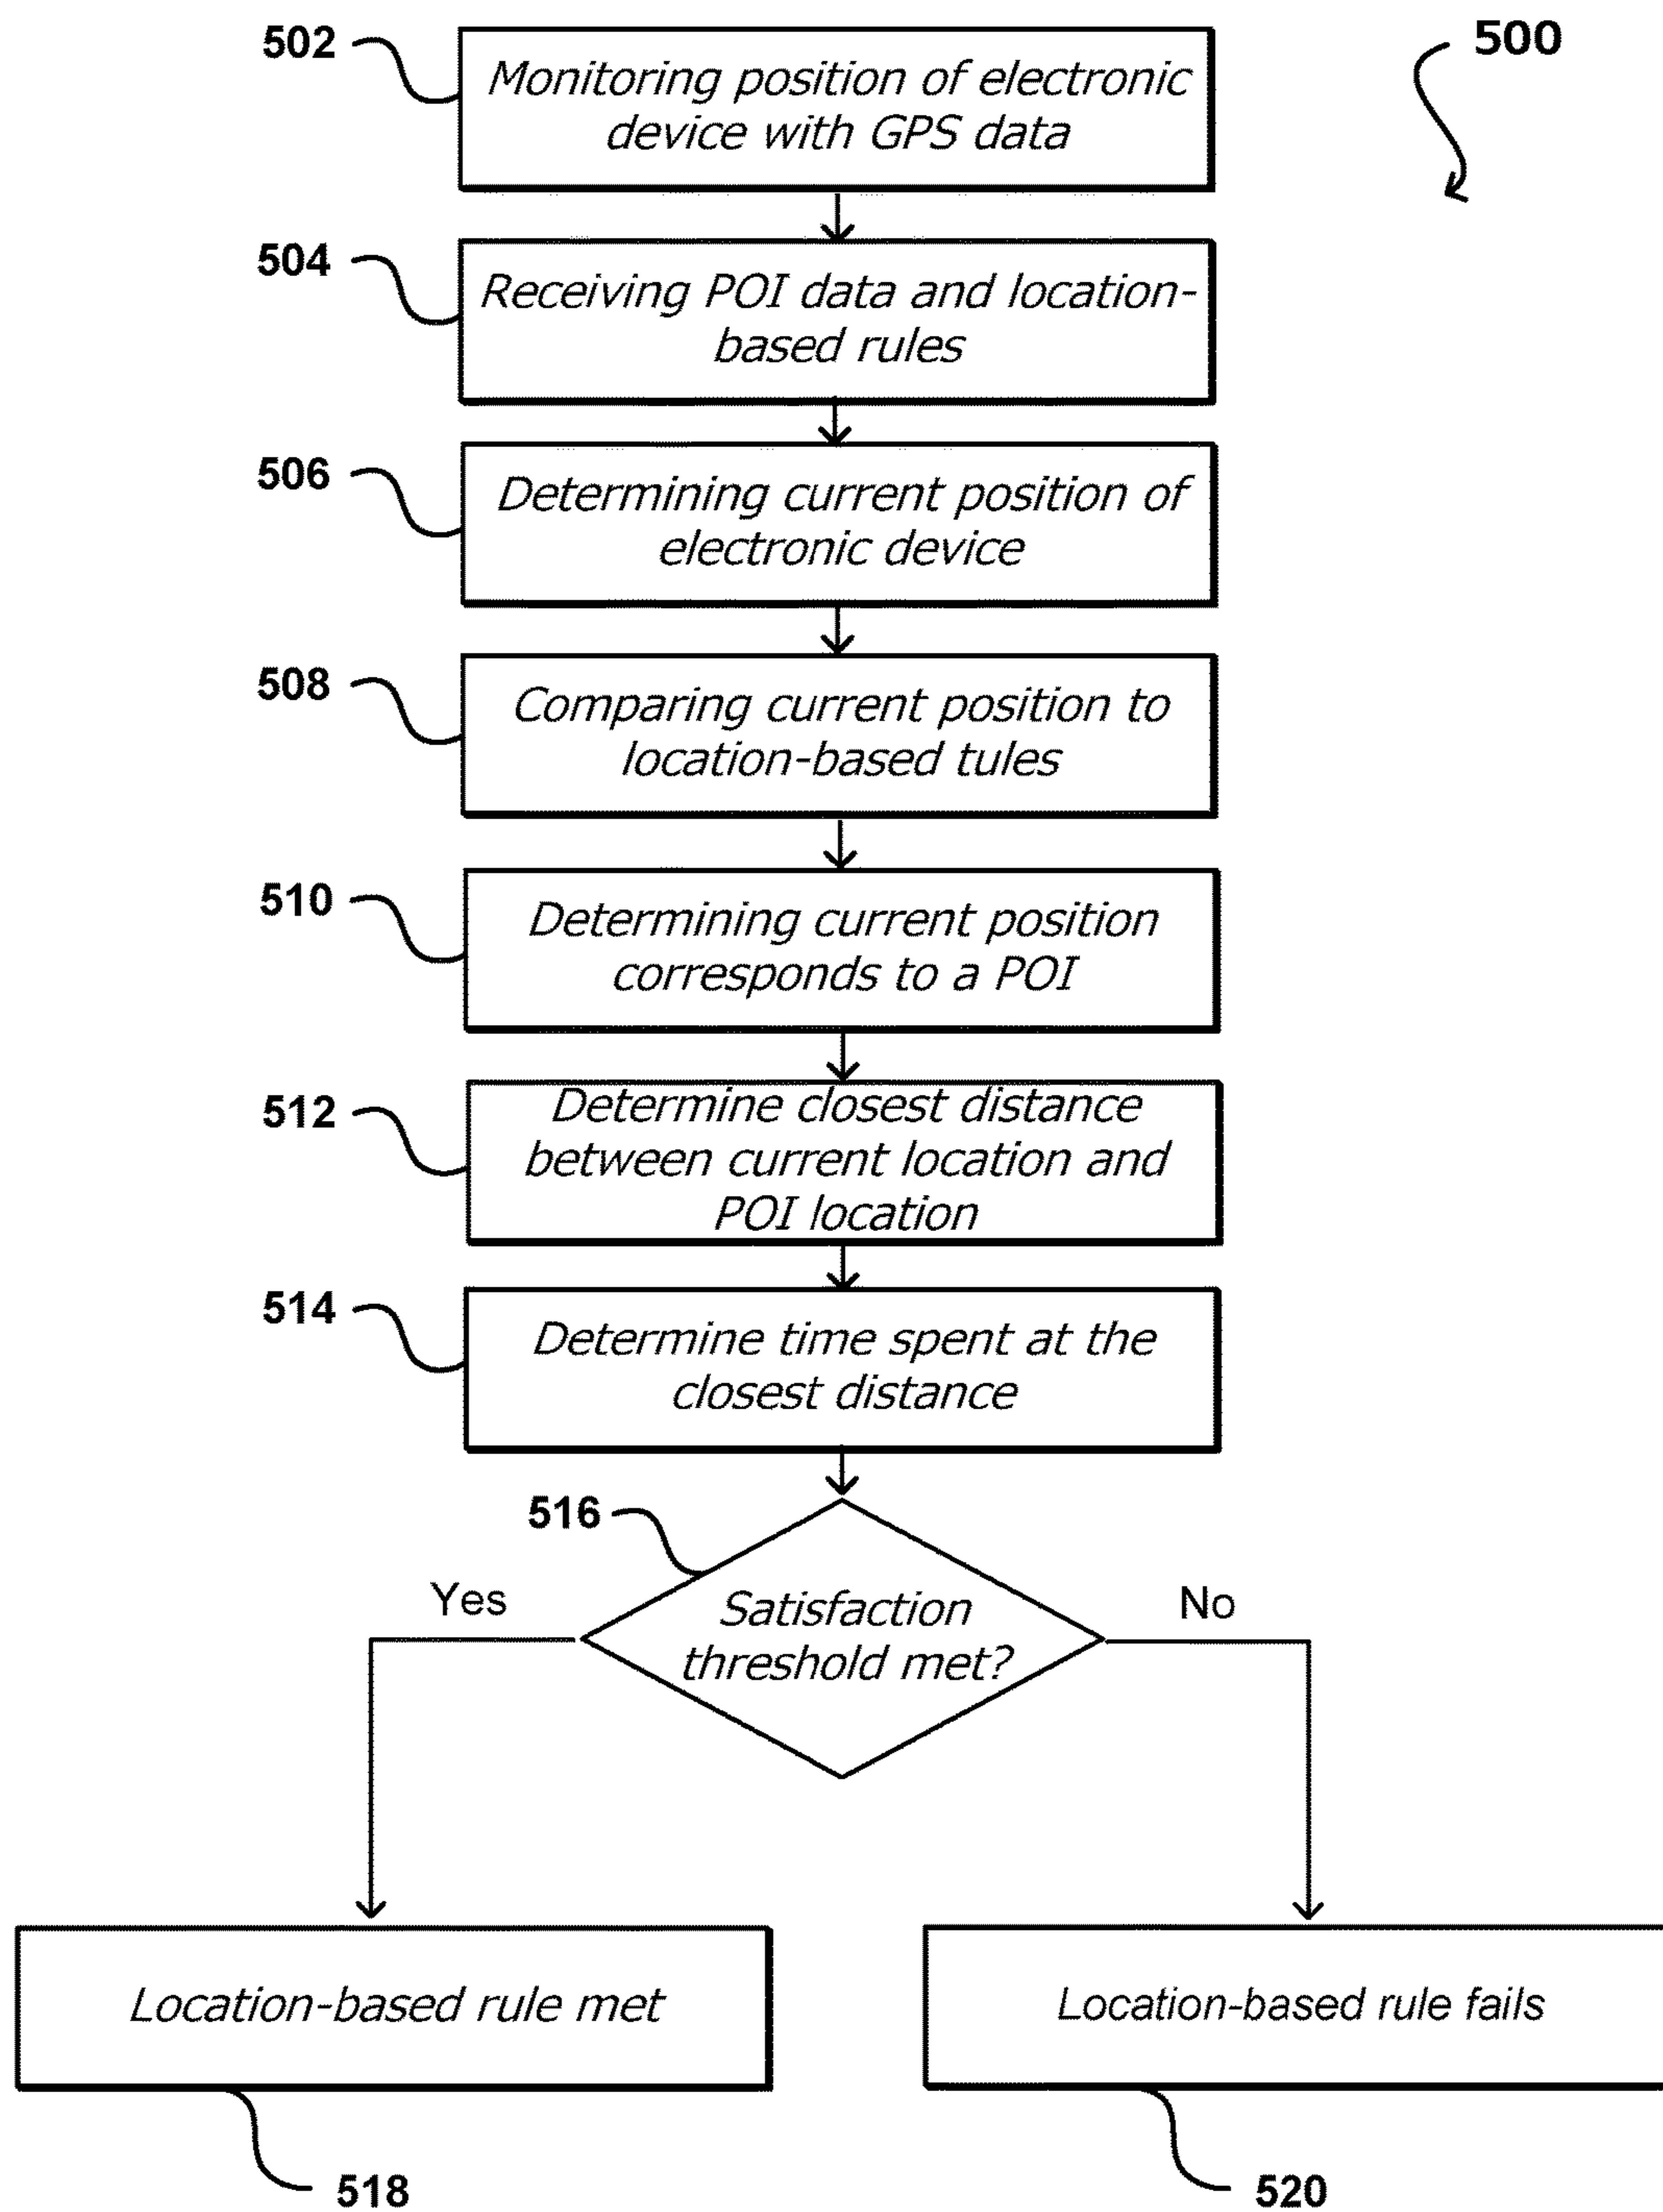 500
502
Monitoring position of electronic
device with GPS data
504
Receiving POI data and location-
based rules
506
Determining current position of
electronic device
508
Comparing current position to
location-based tules
510
Determining current position
corresponds to a POI
512
Determine closest distance
between current location and
POI location
514
Determine time spent at the
closest distance
516
Satisfaction
threshold met?
Yes
No
Location-based rule met
Location-based rule fails
518
520